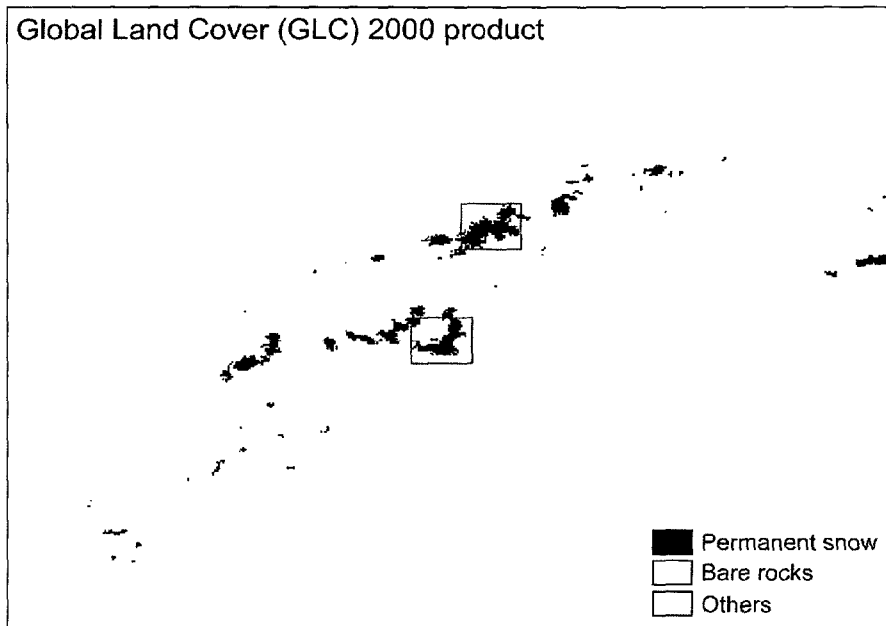 Global Land Cover (GLC) 2000 product
Permanent snow
Bare rocks
Others